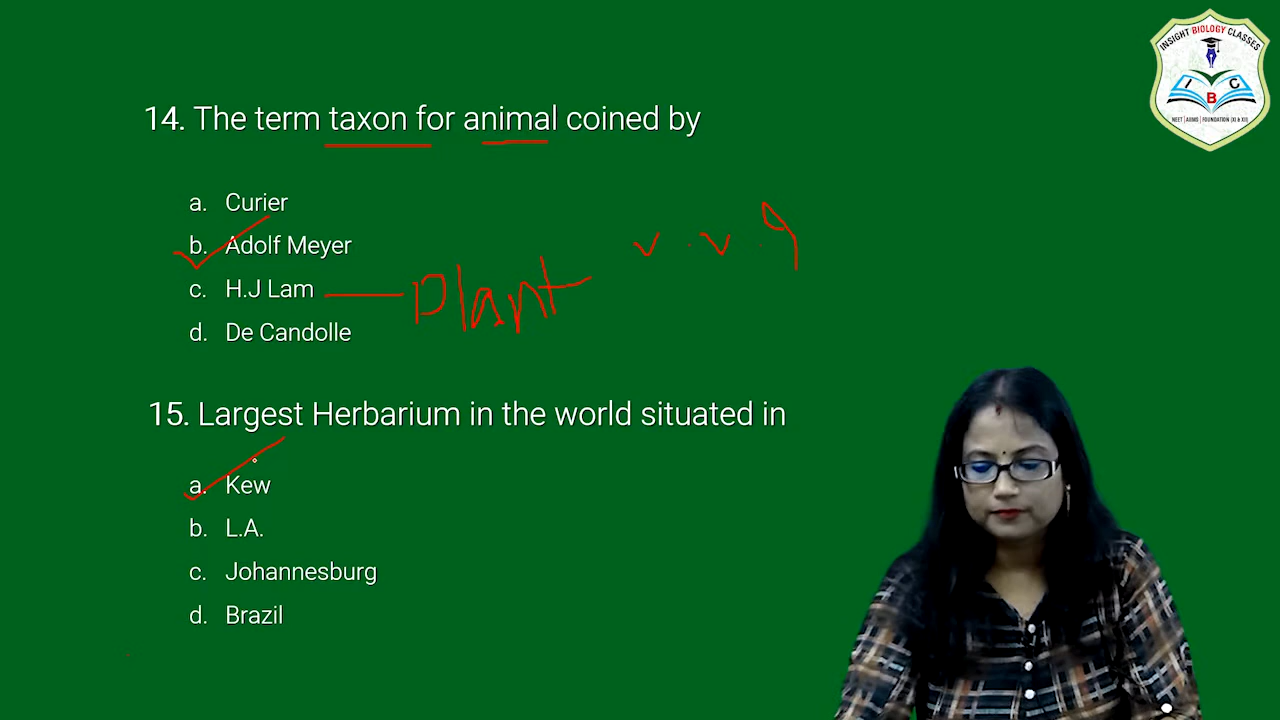 INSIGHT BIOLOGY CLASSES
I B C
NEET | AIIMS | FOUNDATION (XI & XII)
14. The term taxon for animal coined by
a. Curier
b. Adolf Meyer
c. H.J Lam — Plant
d. De Candolle
v.v.
15. Largest Herbarium in the world situated in
a. Kew
b. L.A.
c. Johannesburg
d. Brazil